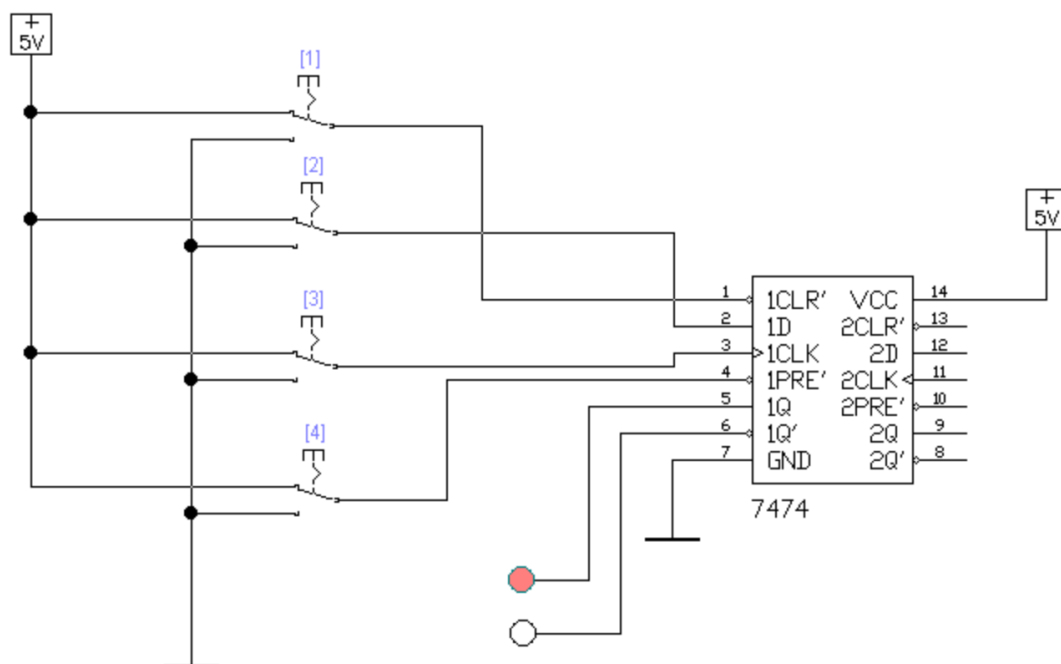 +
5V
[1]
[2]
+
5V
[3]
[4]
1 1CLR' VCC 14
2 1D 2CLR' 13
3 1CLK 2D 12
4 1PRE' 2CLK 11
5 1Q 2PRE' 10
6 1Q' 2Q 9
7 GND 2Q' 8
7474